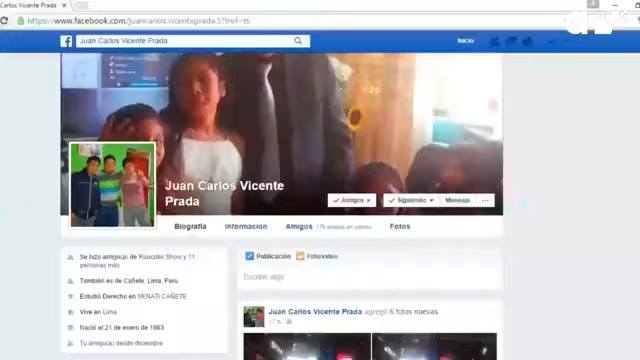 Carlos Vicente Prada
https://www.facebook.com/juancarlos.vicenteprada.5?fref=ts
Juan Carlos Vicente Prada
Inicio
Juan Carlos Vicente
Prada
Amigos
Siguiendo
Mensaje
Biografía
Información
Amigos
Fotos
Se hizo amigo(a) de Rancotin Show y 11
personas más
También es de Cañete, Lima, Peru
Estudió Derecho en SENATI CAÑETE
Vive en Lima
Nació el 21 de enero de 1983
Tu amigo(a) desde diciembre
Publicación
Foto/video
Escribe algo
Juan Carlos Vicente Prada agregó 6 fotos nuevas